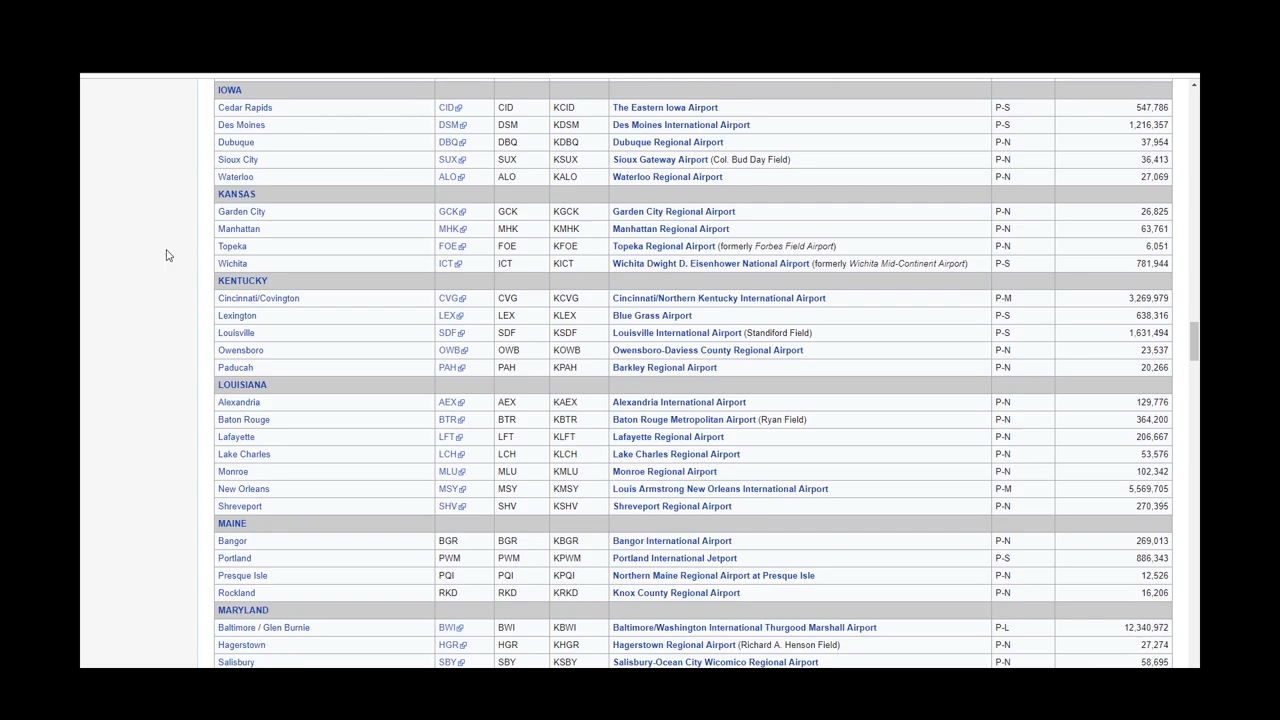 IOWA
Cedar Rapids CID CID KCID The Eastern Iowa Airport P-S 547,786
Des Moines DSM DSM KDSM Des Moines International Airport P-S 1,216,357
Dubuque DBQ DBQ KDBQ Dubuque Regional Airport P-N 37,954
Sioux City SUX SUX KSUX Sioux Gateway Airport (Col. Bud Day Field) P-N 36,413
Waterloo ALO ALO KALO Waterloo Regional Airport P-N 27,069
KANSAS
Garden City GCK GCK KGCK Garden City Regional Airport P-N 26,825
Manhattan MHK MHK KMHK Manhattan Regional Airport P-N 63,761
Topeka FOE FOE KFOE Topeka Regional Airport (formerly Forbes Field Airport) P-N 6,051
Wichita ICT ICT KICT Wichita Dwight D. Eisenhower National Airport (formerly Wichita Mid-Continent Airport) P-S 781,944
KENTUCKY
Cincinnati/Covington CVG CVG KCVG Cincinnati/Northern Kentucky International Airport P-M 3,269,979
Lexington LEX LEX KLEX Blue Grass Airport P-S 638,316
Louisville SDF SDF KSDF Louisville International Airport (Standiford Field) P-S 1,631,494
Owensboro OWB OWB KOWB Owensboro-Daviess County Regional Airport P-N 23,537
Paducah PAH PAH KPAH Barkley Regional Airport P-N 20,266
LOUISIANA
Alexandria AEX AEX KAEX Alexandria International Airport P-N 129,776
Baton Rouge BTR BTR KBTR Baton Rouge Metropolitan Airport (Ryan Field) P-N 364,200
Lafayette LFT LFT KLFT Lafayette Regional Airport P-N 206,667
Lake Charles LCH LCH KLCH Lake Charles Regional Airport P-N 53,576
Monroe MLU MLU KMLU Monroe Regional Airport P-N 102,342
New Orleans MSY MSY KMSY Louis Armstrong New Orleans International Airport P-M 5,569,705
Shreveport SHV SHV KSHV Shreveport Regional Airport P-N 270,395
MAINE
Bangor BGR BGR KBGR Bangor International Airport P-N 269,013
Portland PWM PWM KPWM Portland International Jetport P-S 886,343
Presque Isle PQI PQI KPQI Northern Maine Regional Airport at Presque Isle P-N 12,526
Rockland RKD RKD KRKD Knox County Regional Airport P-N 16,206
MARYLAND
Baltimore / Glen Burnie BWI BWI KBWI Baltimore/Washington International Thurgood Marshall Airport P-L 12,340,972
Hagerstown HGR HGR KHGR Hagerstown Regional Airport (Richard A. Henson Field) P-N 27,274
Salisbury SBY SBY KSBY Salisbury-Ocean City Wicomico Regional Airport P-N 58,695